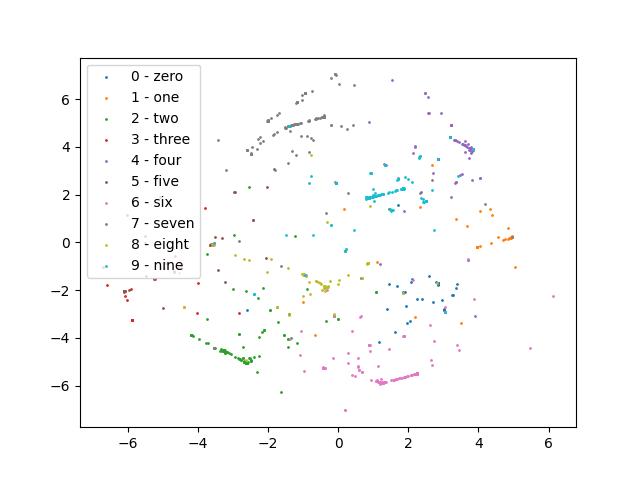 0 - zero
1 - one
2 - two
3 - three
4 - four
5 - five
6 - six
7 - seven
8 - eight
9 - nine
6
4
2
0
−2
−4
−6
−6 −4 −2 0 2 4 6